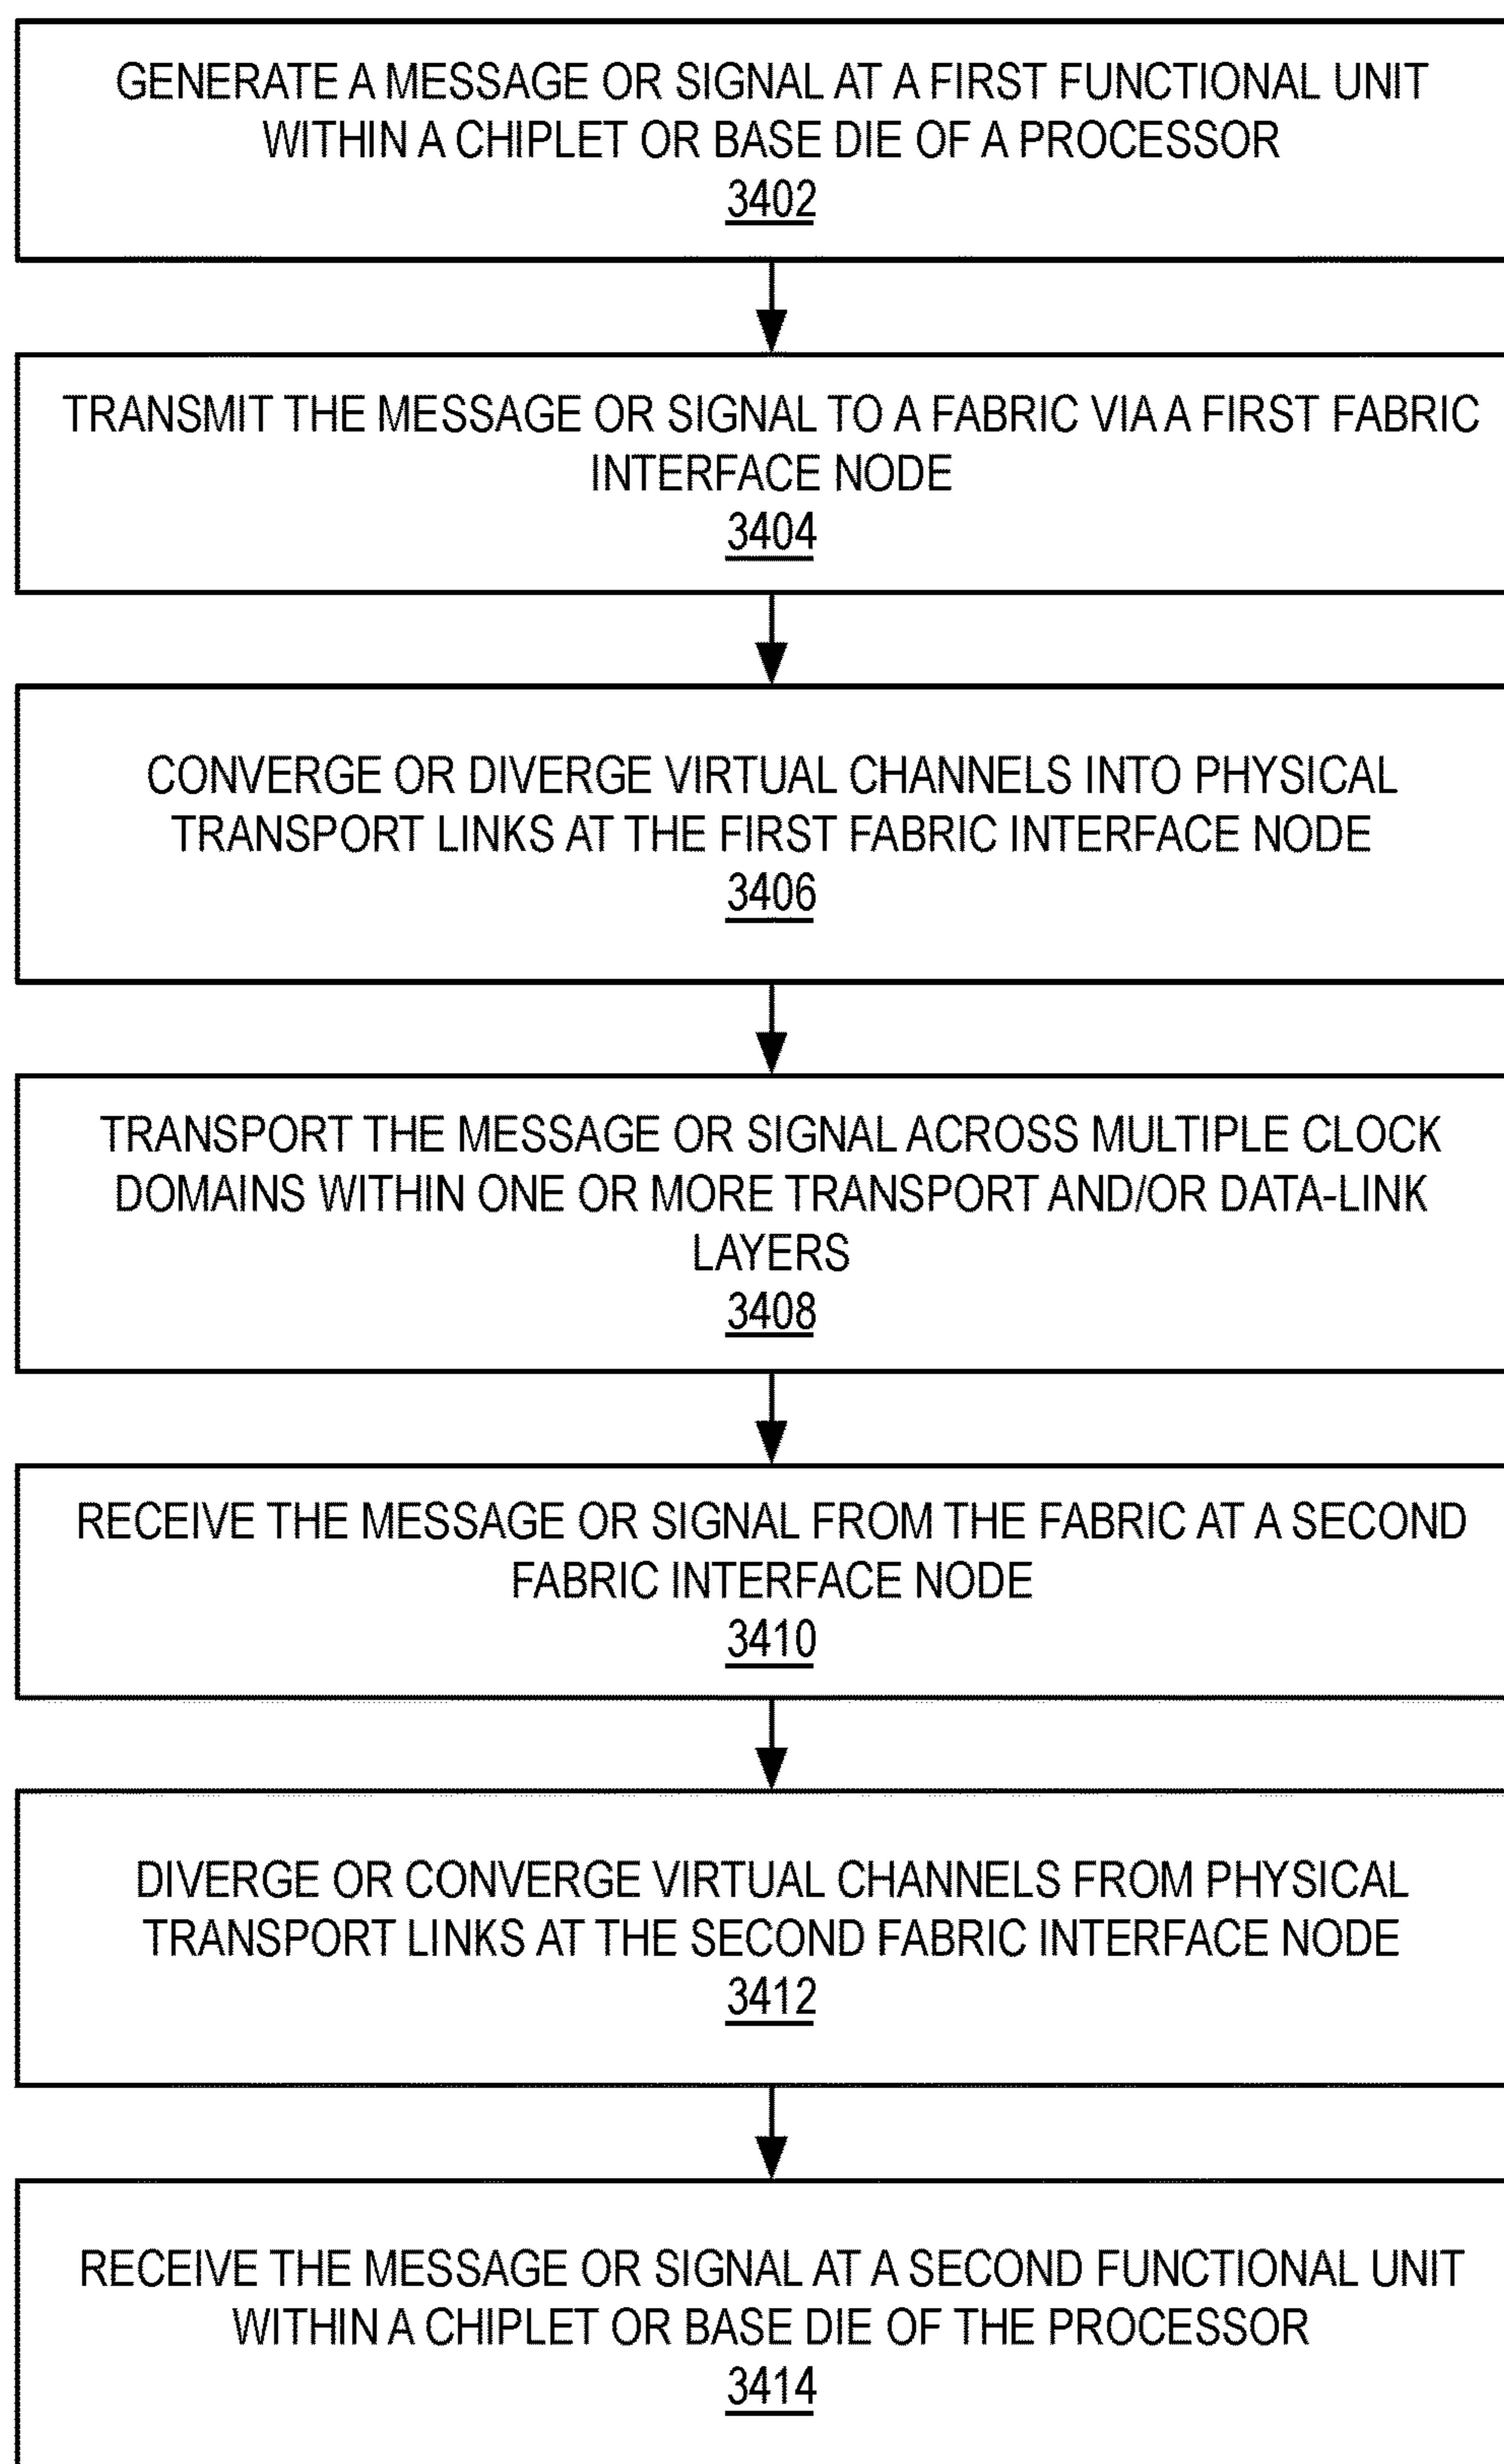 GENERATE A MESSAGE OR SIGNAL AT A FIRST FUNCTIONAL UNIT
WITHIN A CHIPLET OR BASE DIE OF A PROCESSOR
3402
TRANSMIT THE MESSAGE OR SIGNAL TO A FABRIC VIA A FIRST FABRIC
INTERFACE NODE
3404
CONVERGE OR DIVERGE VIRTUAL CHANNELS INTO PHYSICAL
TRANSPORT LINKS AT THE FIRST FABRIC INTERFACE NODE
3406
TRANSPORT THE MESSAGE OR SIGNAL ACROSS MULTIPLE CLOCK
DOMAINS WITHIN ONE OR MORE TRANSPORT AND/OR DATA-LINK
LAYERS
3408
RECEIVE THE MESSAGE OR SIGNAL FROM THE FABRIC AT A SECOND
FABRIC INTERFACE NODE
3410
DIVERGE OR CONVERGE VIRTUAL CHANNELS FROM PHYSICAL
TRANSPORT LINKS AT THE SECOND FABRIC INTERFACE NODE
3412
RECEIVE THE MESSAGE OR SIGNAL AT A SECOND FUNCTIONAL UNIT
WITHIN A CHIPLET OR BASE DIE OF THE PROCESSOR
3414